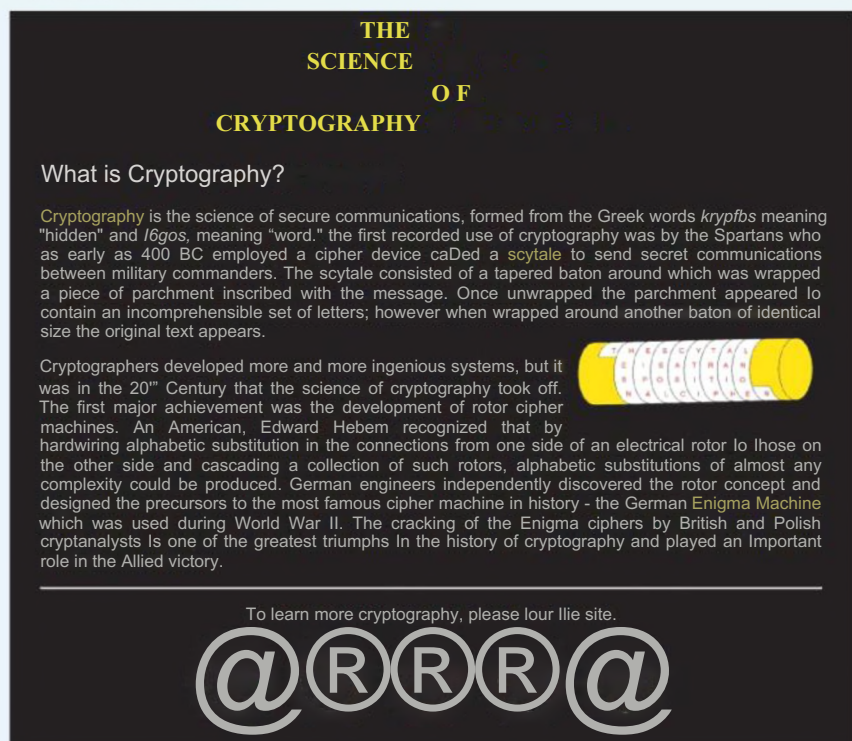 THE
SCIENCE
O F
CRYPTOGRAPHY
What is Cryptography?
Cryptography is the science of secure communications, formed from the Greek words krypfbs meaning
"hidden" and I6gos, meaning “word." the first recorded use of cryptography was by the Spartans who
as early as 400 BC employed a cipher device caDed a scytale to send secret communications
between military commanders. The scytale consisted of a tapered baton around which was wrapped
a piece of parchment inscribed with the message. Once unwrapped the parchment appeared Io
contain an incomprehensible set of letters; however when wrapped around another baton of identical
size the original text appears.
Cryptographers developed more and more ingenious systems, but it
was in the 20'" Century that the science of cryptography took off.
The first major achievement was the development of rotor cipher
machines. An American, Edward Hebem recognized that by
hardwiring alphabetic substitution in the connections from one side of an electrical rotor Io Ihose on
the other side and cascading a collection of such rotors, alphabetic substitutions of almost any
complexity could be produced. German engineers independently discovered the rotor concept and
designed the precursors to the most famous cipher machine in history - the German Enigma Machine
which was used during World War II. The cracking of the Enigma ciphers by British and Polish
cryptanalysts Is one of the greatest triumphs In the history of cryptography and played an Important
role in the Allied victory.
To learn more cryptography, please lour Ilie site.
@®®®@